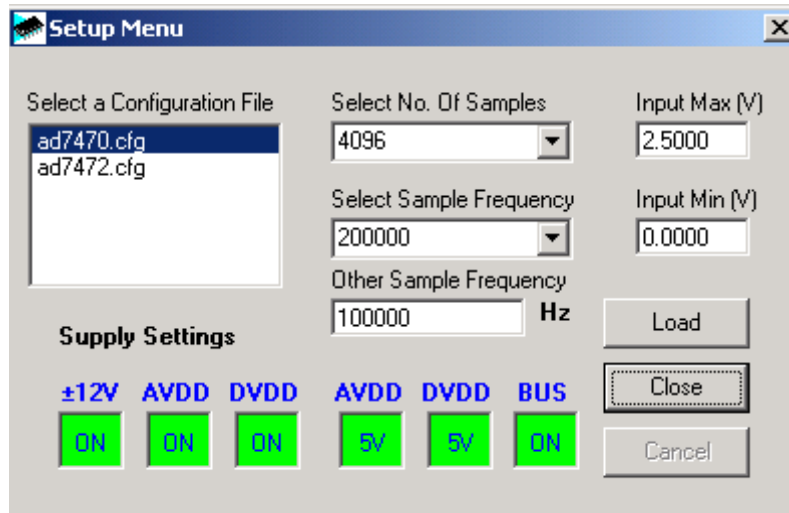 Setup Menu
Select a Configuration File
ad7470.cfg
ad7472.cfg
Select No. Of Samples
4096
Input Max (V)
2.5000
Select Sample Frequency
200000
Input Min (V)
0.0000
Other Sample Frequency
100000 Hz
Load
Supply Settings
Close
±12V AVDD DVDD AVDD DVDD BUS
ON ON ON 5V 5V ON
Cancel